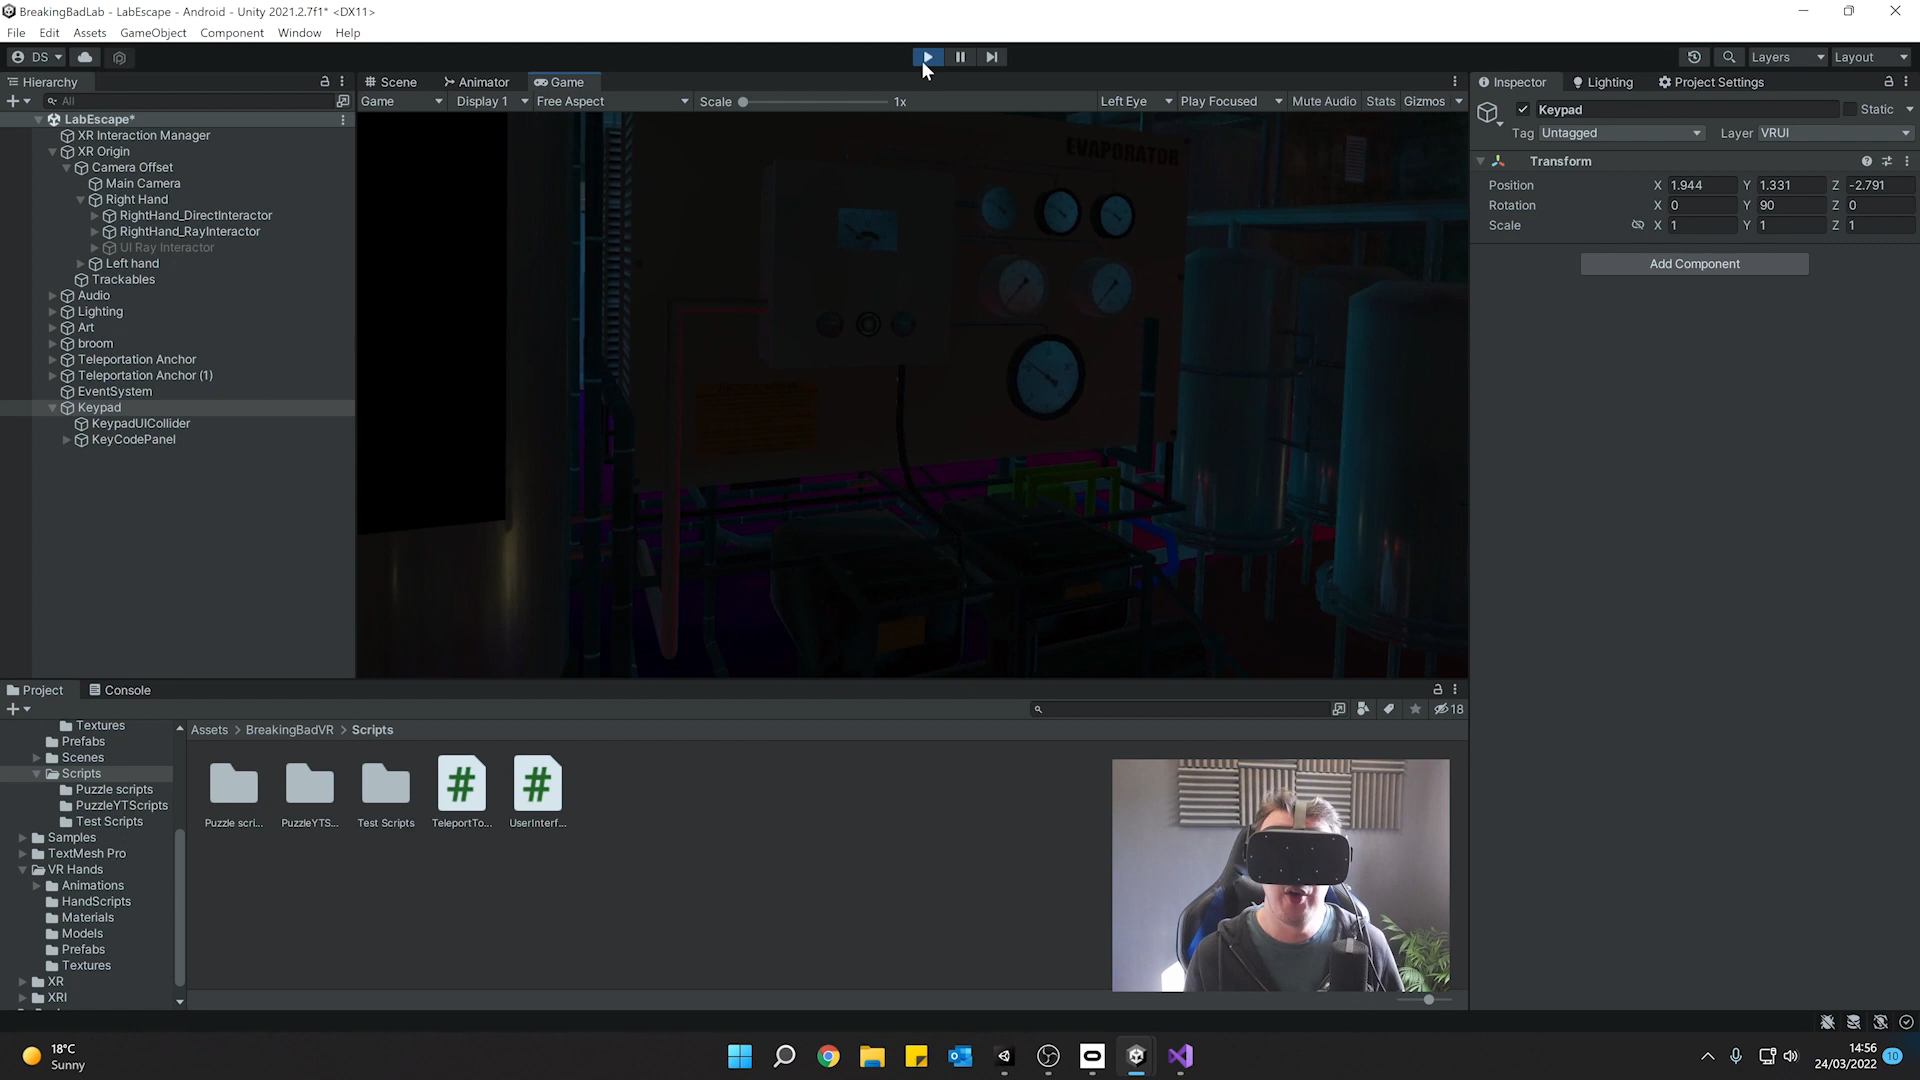 BreakingBadLab - LabEscape - Android - Unity 2021.2.7f1* <DX11>
File Edit Assets GameObject Component Window Help
DS Layers Layout
Hierarchy Scene Animator Game Inspector Lighting Project Settings
All Game Display 1 Free Aspect Scale 1x Left Eye Play Focused Mute Audio Stats Gizmos
Keypad Static
Tag Untagged Layer VRUI
Transform
Position X 1.944 Y 1.331 Z -2.791
Rotation X 0 Y 90 Z 0
Scale X 1 Y 1 Z 1
Add Component
LabEscape*
XR Interaction Manager
XR Origin
Camera Offset
Main Camera
Right Hand
RightHand_DirectInteractor
RightHand_RayInteractor
UI Ray Interactor
Left hand
Trackables
Audio
Lighting
Art
broom
Teleportation Anchor
Teleportation Anchor (1)
EventSystem
Keypad
KeypadUICollider
KeyCodePanel
EVAPORATOR
Project Console
18
Assets > BreakingBadVR > Scripts
Textures
Prefabs
Scenes
Scripts
Puzzle scripts
PuzzleYTScripts
Test Scripts
Samples
TextMesh Pro
VR Hands
Animations
HandScripts
Materials
Models
Prefabs
Textures
XR
XRI
Puzzle scri... PuzzleYTS... Test Scripts TeleportTo... UserInterf...
18°C
Sunny
14:56
24/03/2022
10